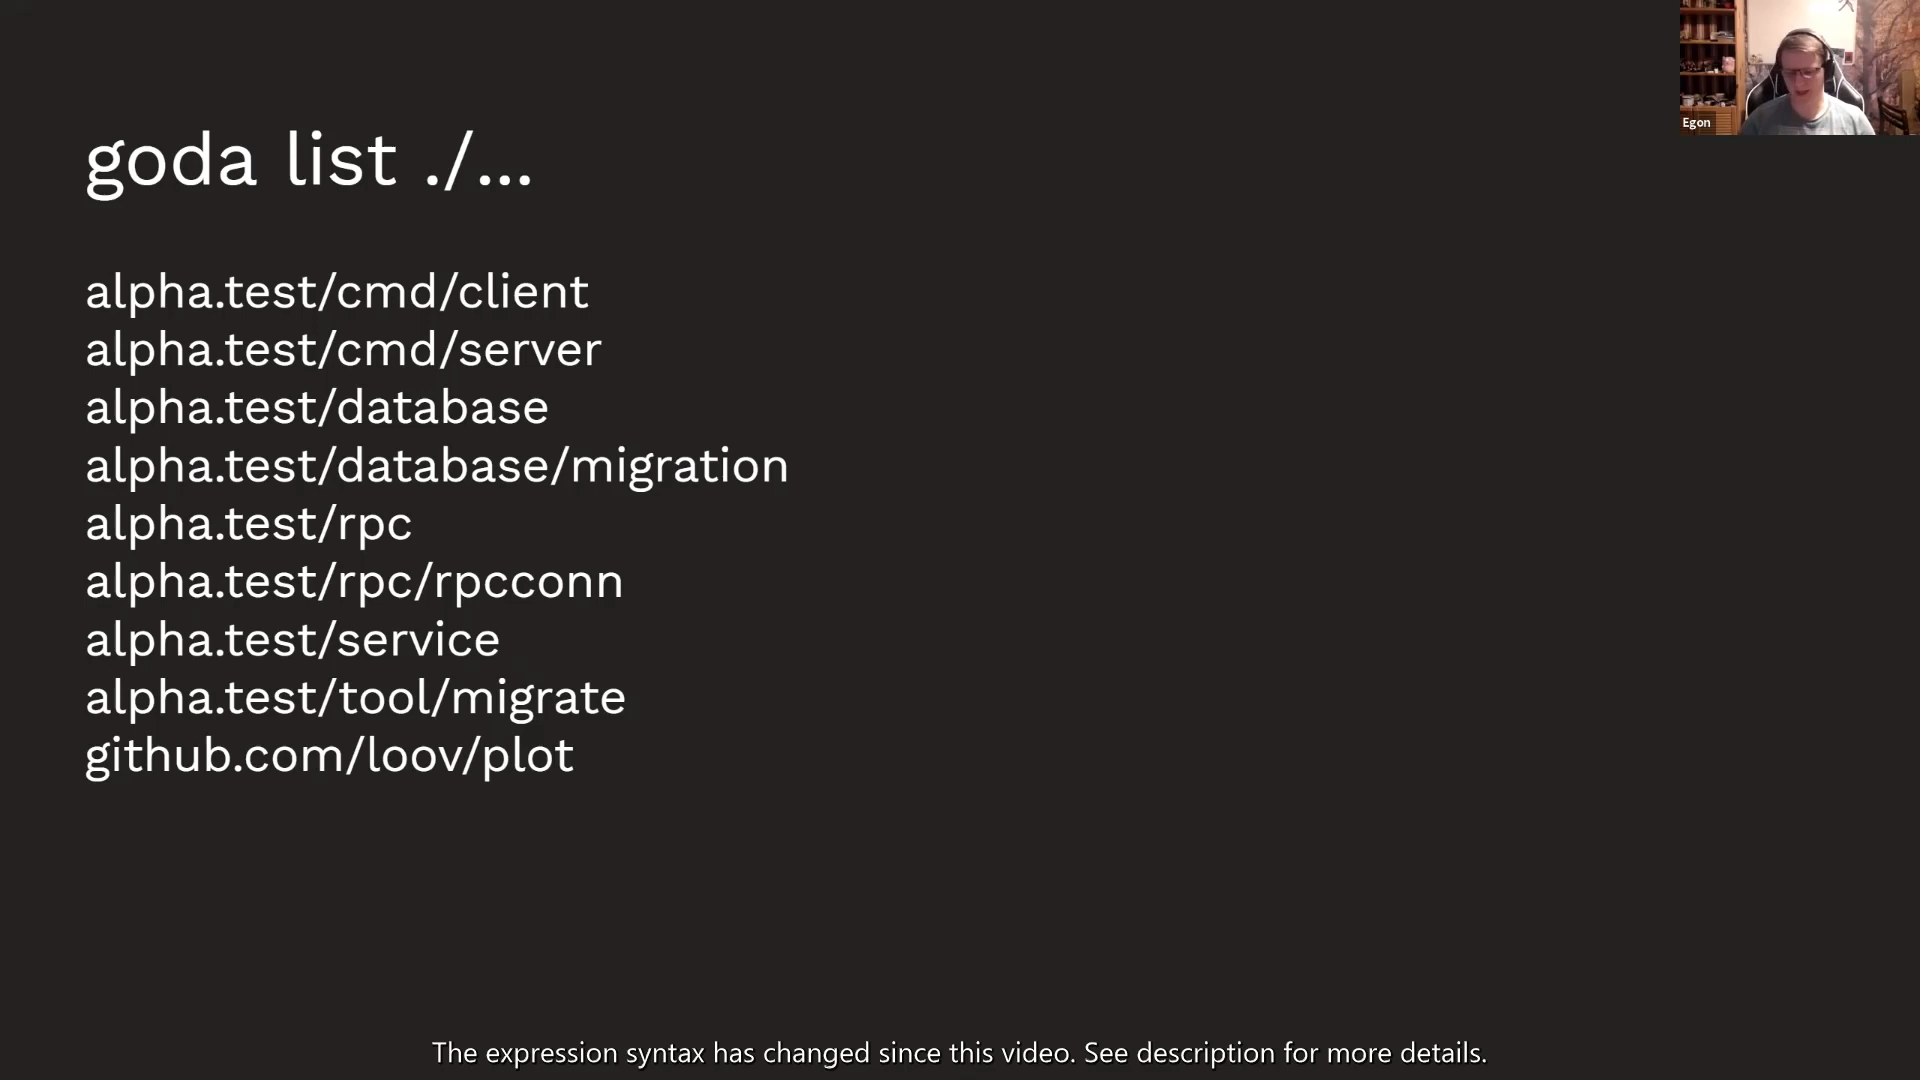 goda list ./...
alpha.test/cmd/client
alpha.test/cmd/server
alpha.test/database
alpha.test/database/migration
alpha.test/rpc
alpha.test/rpc/rpcconn
alpha.test/service
alpha.test/tool/migrate
github.com/loov/plot
Egon
The expression syntax has changed since this video. See description for more details.